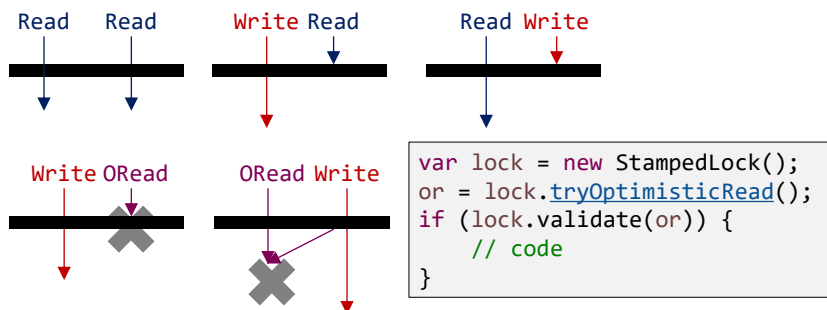 Read Read Write Read Read Write
Write ORead ORead Write
var lock = new StampedLock();
or = lock.tryOptimisticRead();
if (lock.validate(or)) {
    // code
}